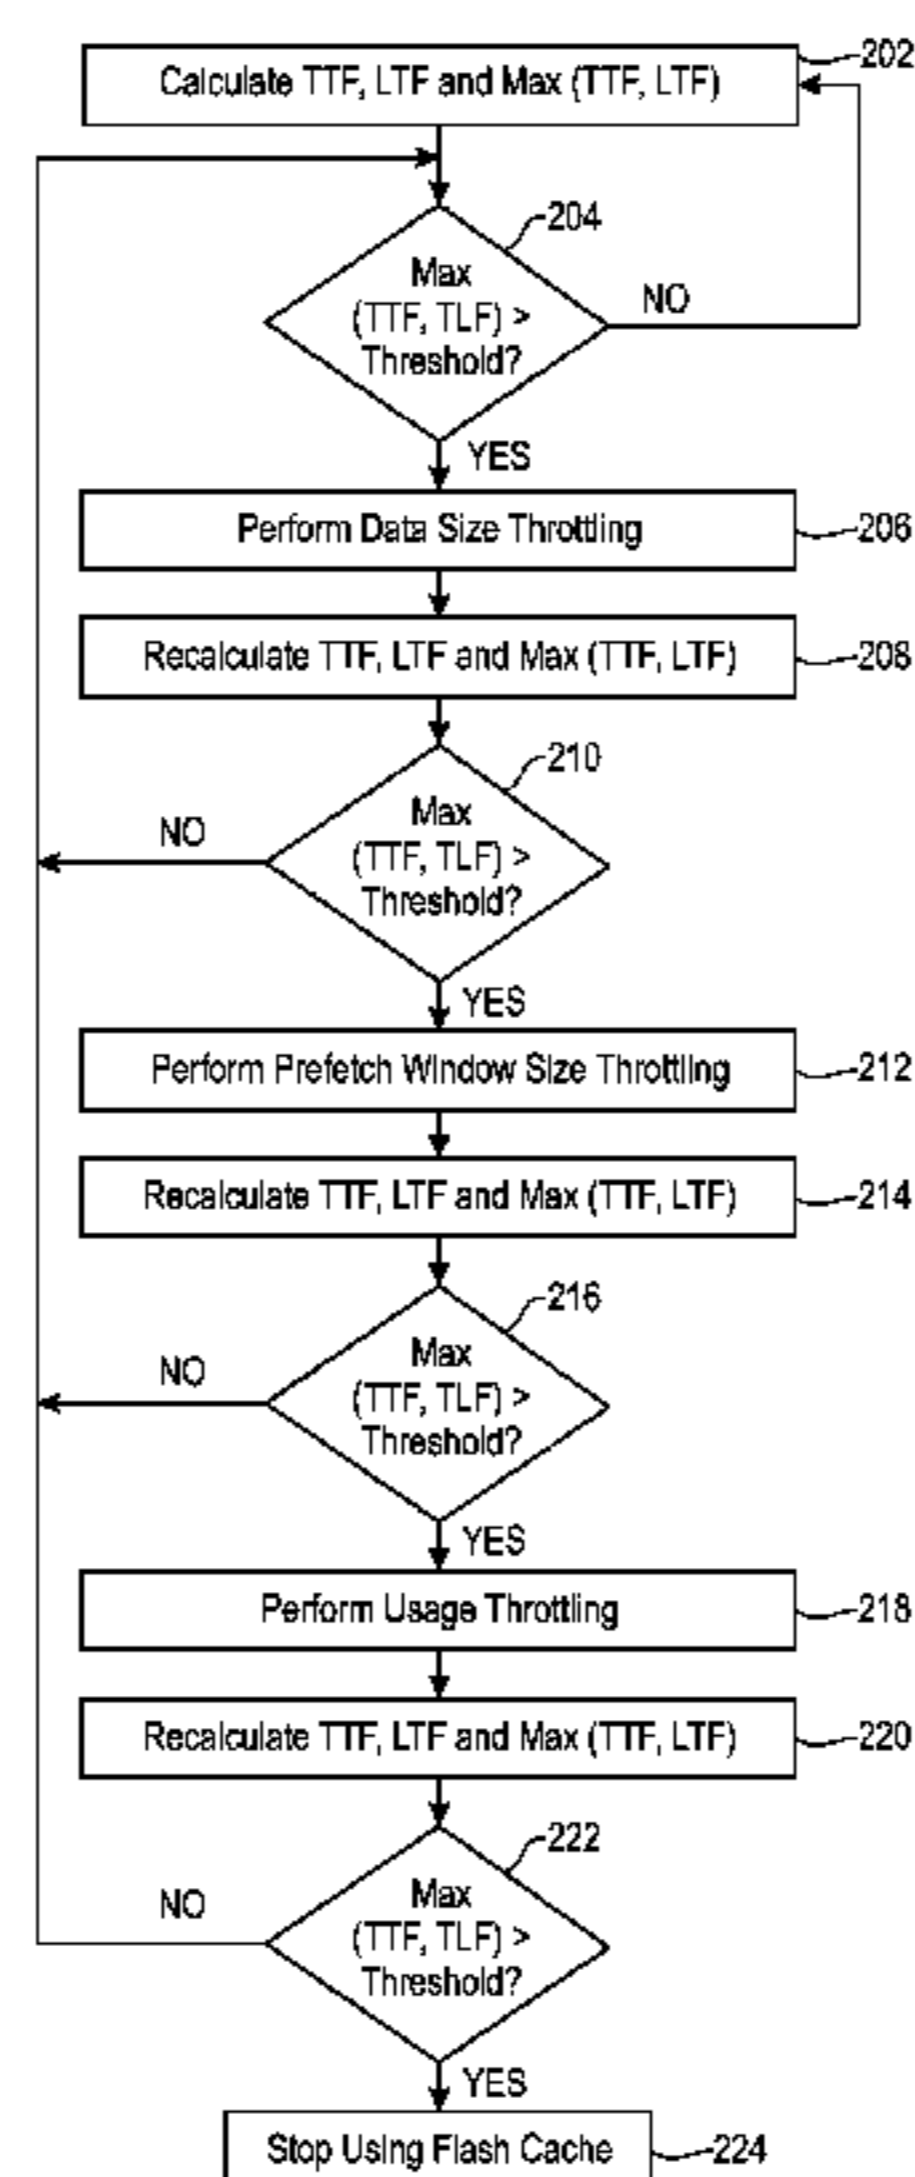 202
Calculate TTF, LTF and Max (TTF, LTF)
204
Max
(TTF, TLF) >
Threshold?
NO
YES
Perform Data Size Throttling
206
Recalculate TTF, LTF and Max (TTF, LTF)
208
210
Max
(TTF, TLF) >
Threshold?
NO
YES
Perform Prefetch Window Size Throttling
212
Recalculate TTF, LTF and Max (TTF, LTF)
214
216
Max
(TTF, TLF) >
Threshold?
NO
YES
Perform Usage Throttling
218
Recalculate TTF, LTF and Max (TTF, LTF)
220
222
Max
(TTF, TLF) >
Threshold?
NO
YES
Stop Using Flash Cache
224